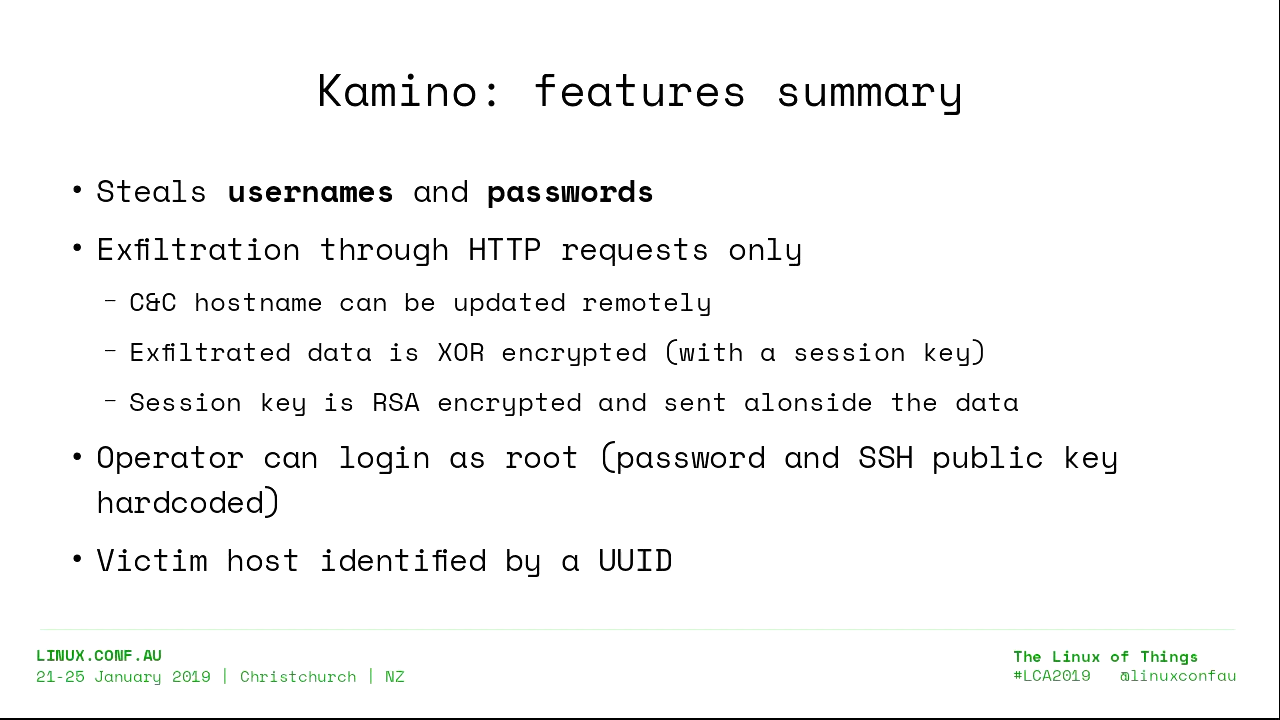 Kamino: features summary
• Steals usernames and passwords
• Exfiltration through HTTP requests only
– C&C hostname can be updated remotely
– Exfiltrated data is XOR encrypted (with a session key)
– Session key is RSA encrypted and sent alonside the data
• Operator can login as root (password and SSH public key
hardcoded)
• Victim host identified by a UUID
LINUX.CONF.AU
21-25 January 2019 | Christchurch | NZ
The Linux of Things
#LCA2019 @linuxconfau